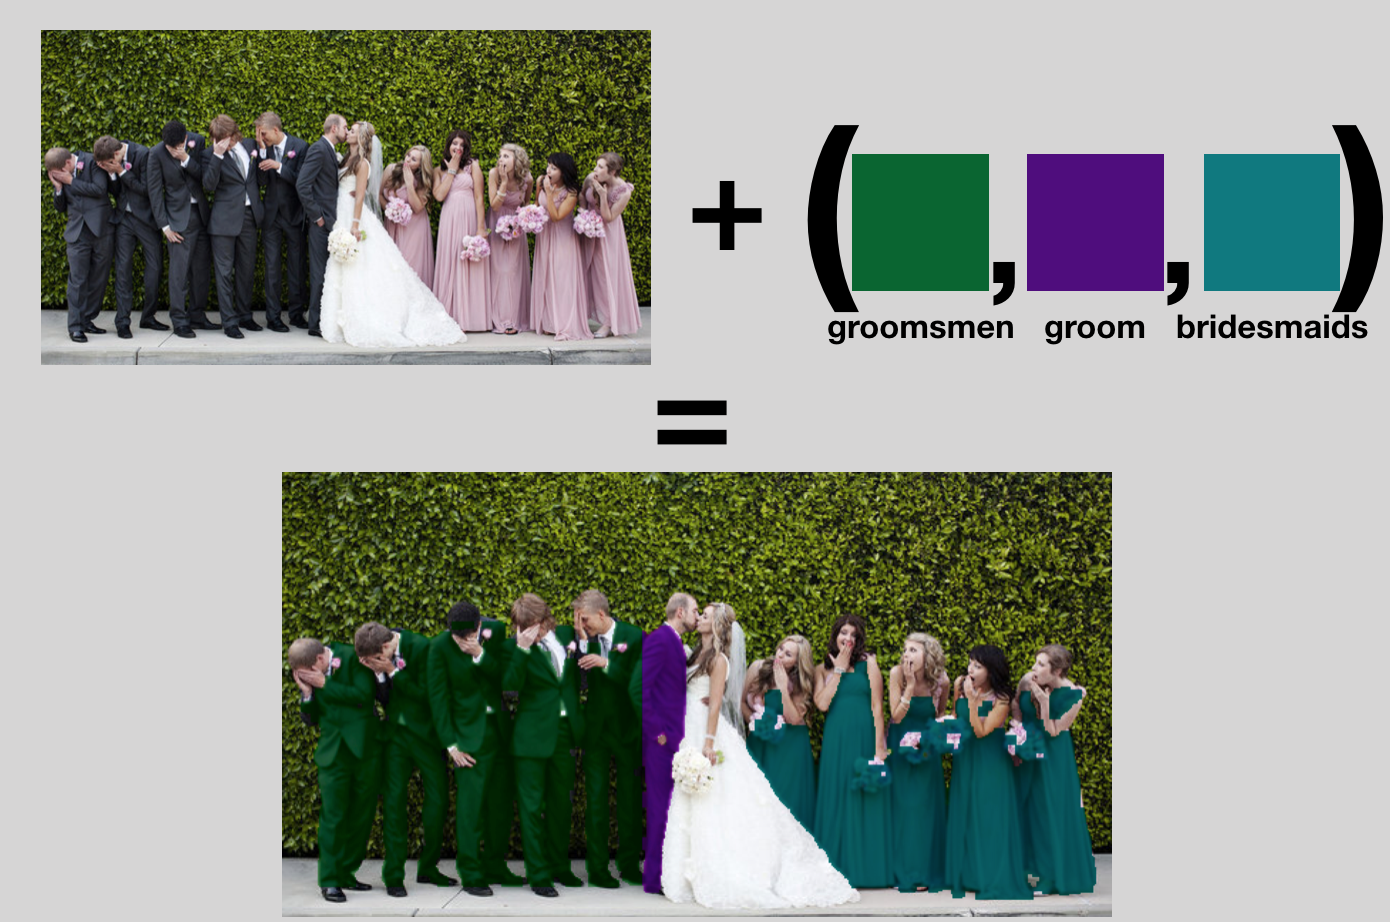 + ( , , )
groomsmen groom bridesmaids
=